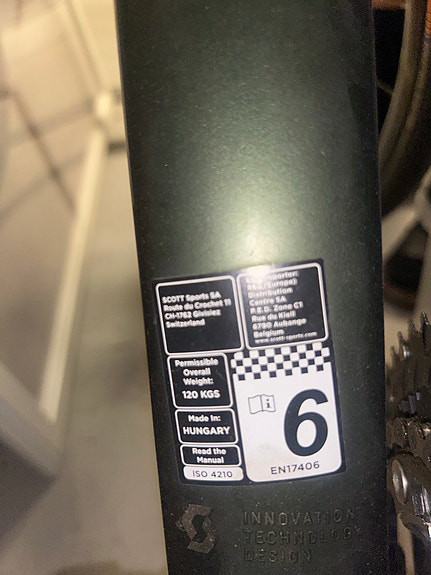 SCOTT Sports SA
Route du Crochet 11
CH-1762 Givisiez
Switzerland
Importer:
(Europe)
Distribution
Centre SA
P.E.D. Zone C1
Rue du Kiell
6790 Aubange
Belgium
www.scott-sports.com
Permissible
Overall
Weight:
120 KGS
Made In:
HUNGARY
Read the
Manual
ISO 4210
i
6
EN17406
INNOVATION
TECHNOLOGY
DESIGN